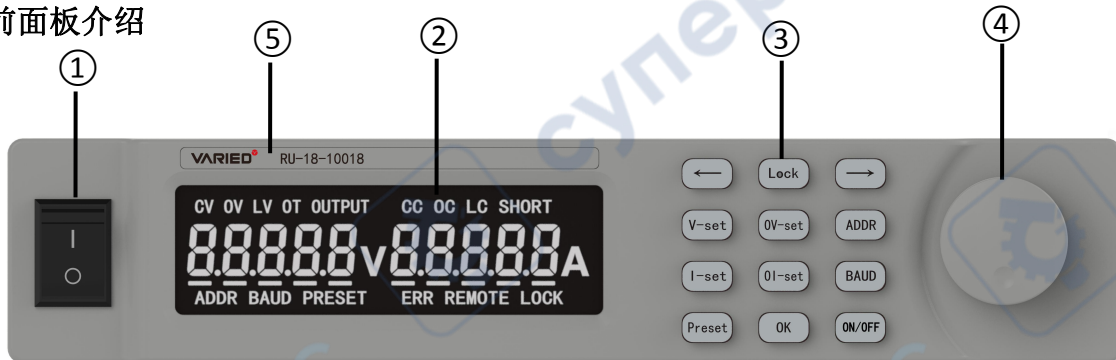 前面板介绍
① ⑤ ② ③ ④
VARIED RU-18-10018
CV OV LV OT OUTPUT CC OC LC SHORT
8.8.8.8.8 V 8.8.8.8.8 A
ADDR BAUD PRESET ERR REMOTE LOCK
I
O
← Lock →
V-set OV-set ADDR
I-set OI-set BAUD
Preset OK ON/OFF
супер